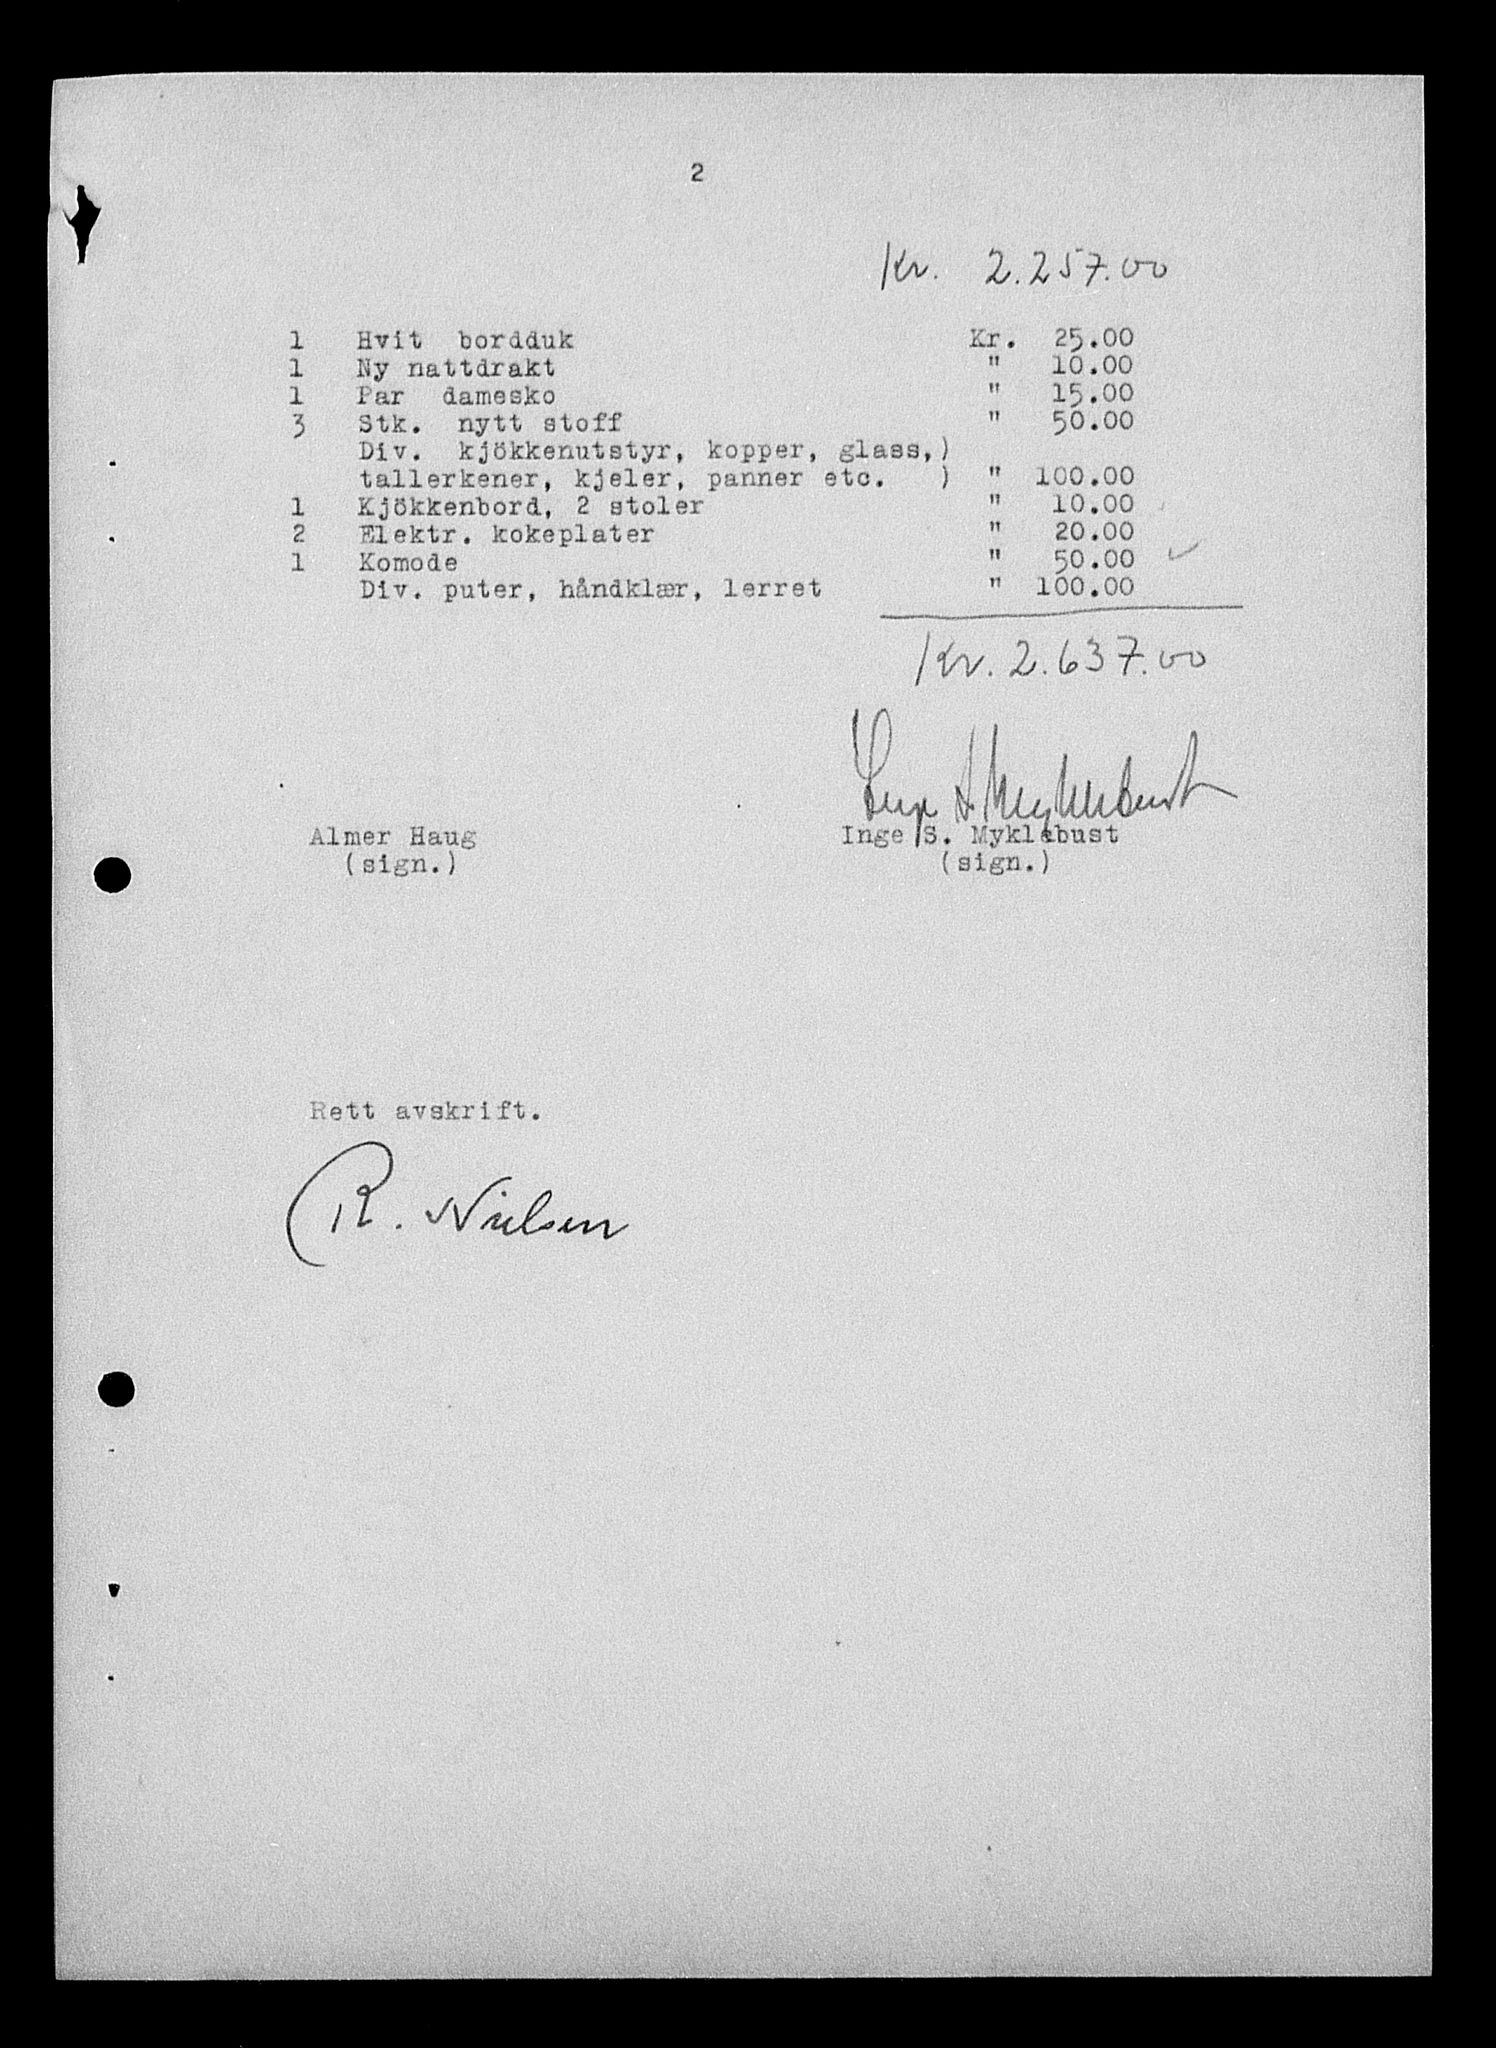 2
Kr. 2.257.00
1 Hvit bordduk Kr. 25.00
1 Ny nattdrakt " 10.00
1 Par damesko " 15.00
3 Stk. nytt stoff " 50.00
Div. kjökkenutstyr, kopper, glass,)
tallerkener, kjeler, panner etc. ) " 100.00
1 Kjökkenbord, 2 stoler " 10.00
2 Elektr. kokeplater " 20.00
1 Komode " 50.00 ✓
Div. puter, håndklær, lerret " 100.00
Kr. 2.637.00
Inge S. Myklebust
Almer Haug Inge S. Myklebust
(sign.) (sign.)
Rett avskrift.
R. Nielsen